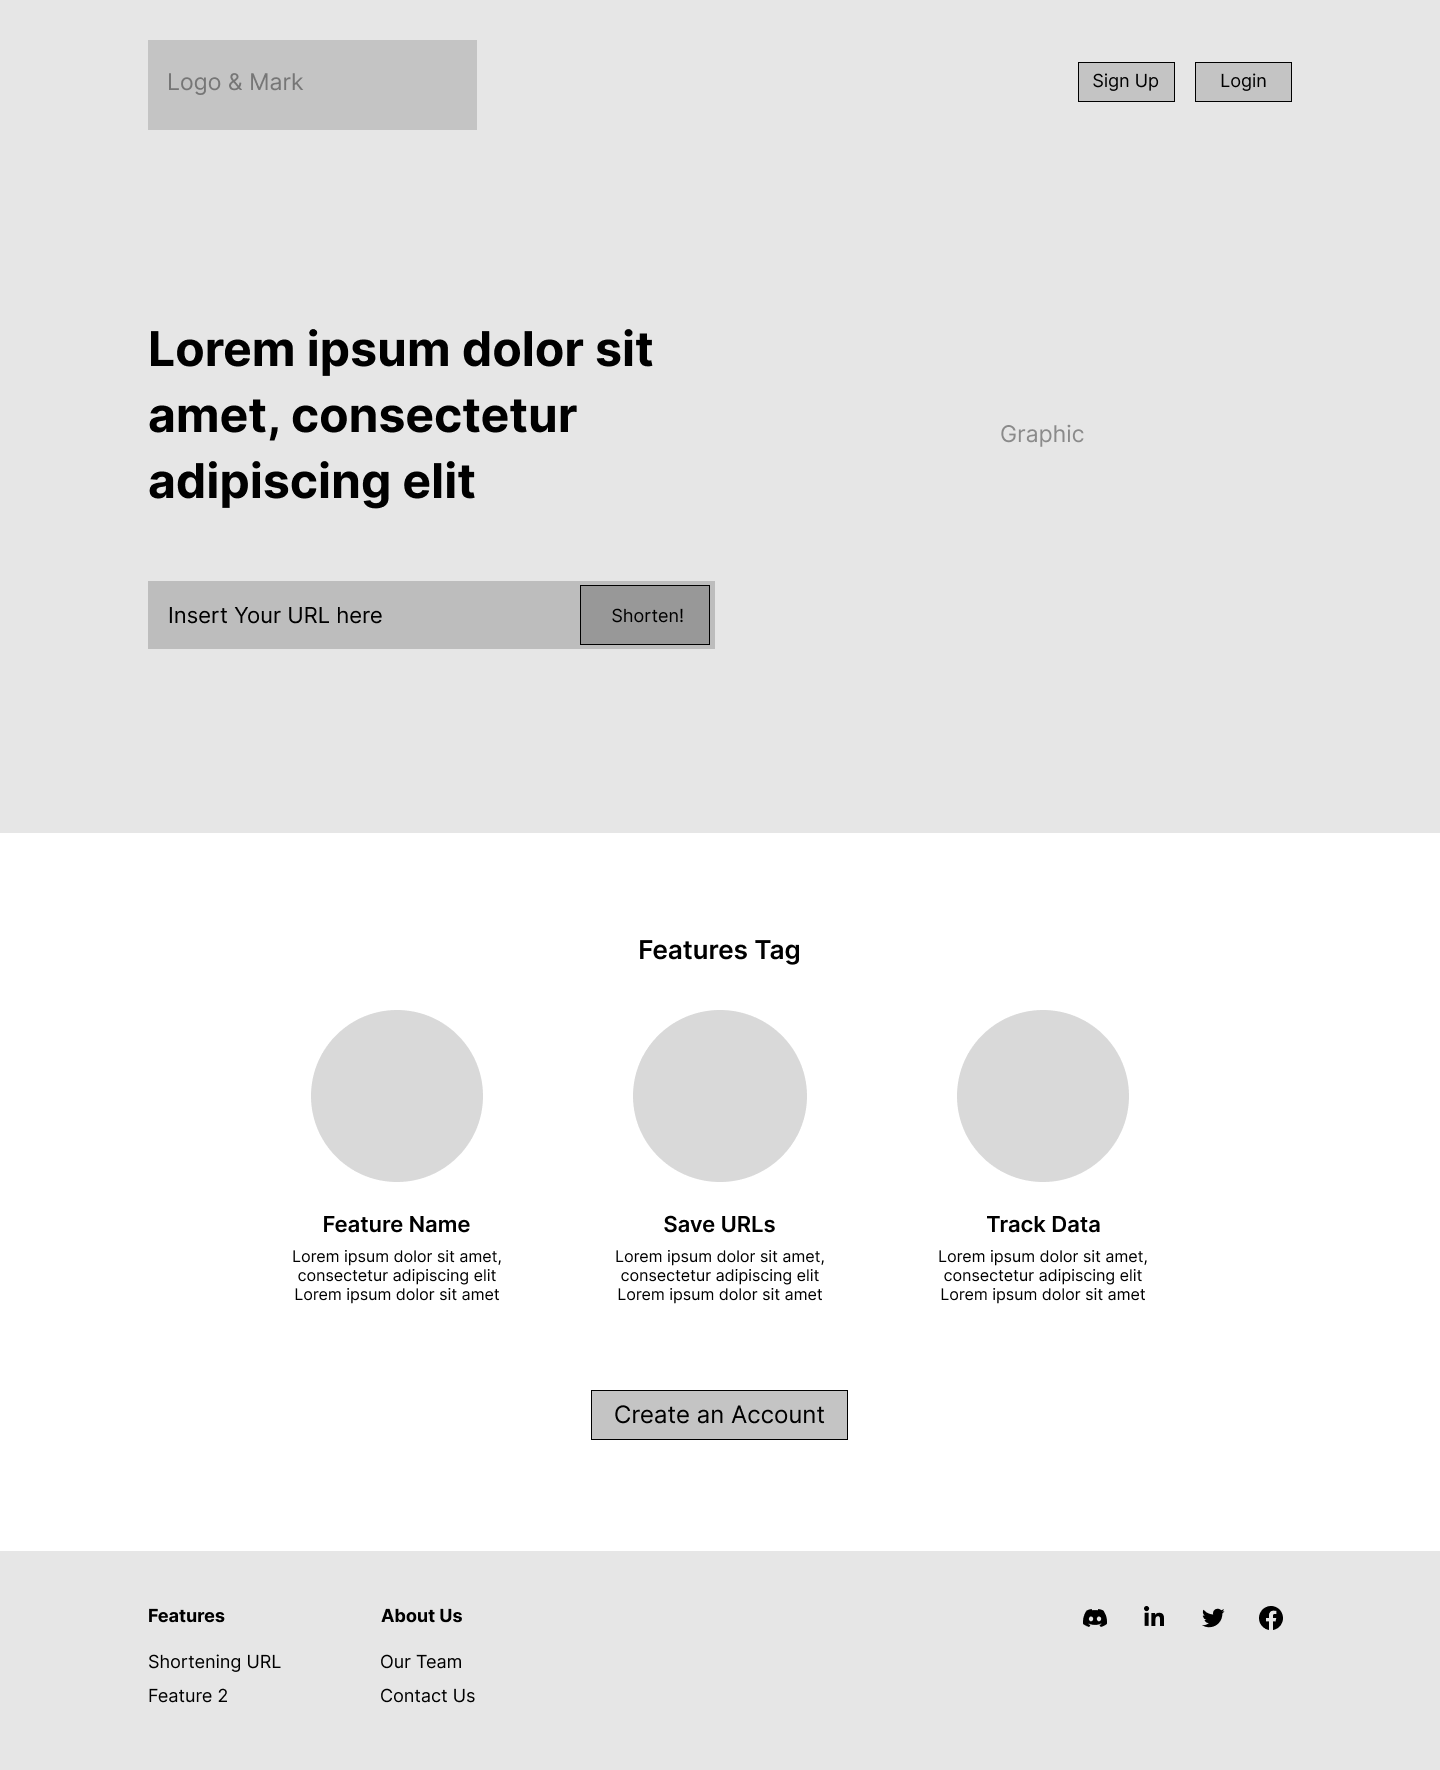 Logo & Mark
Sign Up
Login
Lorem ipsum dolor sit
amet, consectetur
adipiscing elit
Graphic
Insert Your URL here
Shorten!
Features Tag
Feature Name
Lorem ipsum dolor sit amet,
consectetur adipiscing elit
Lorem ipsum dolor sit amet
Save URLs
Lorem ipsum dolor sit amet,
consectetur adipiscing elit
Lorem ipsum dolor sit amet
Track Data
Lorem ipsum dolor sit amet,
consectetur adipiscing elit
Lorem ipsum dolor sit amet
Create an Account
Features
Shortening URL
Feature 2
About Us
Our Team
Contact Us